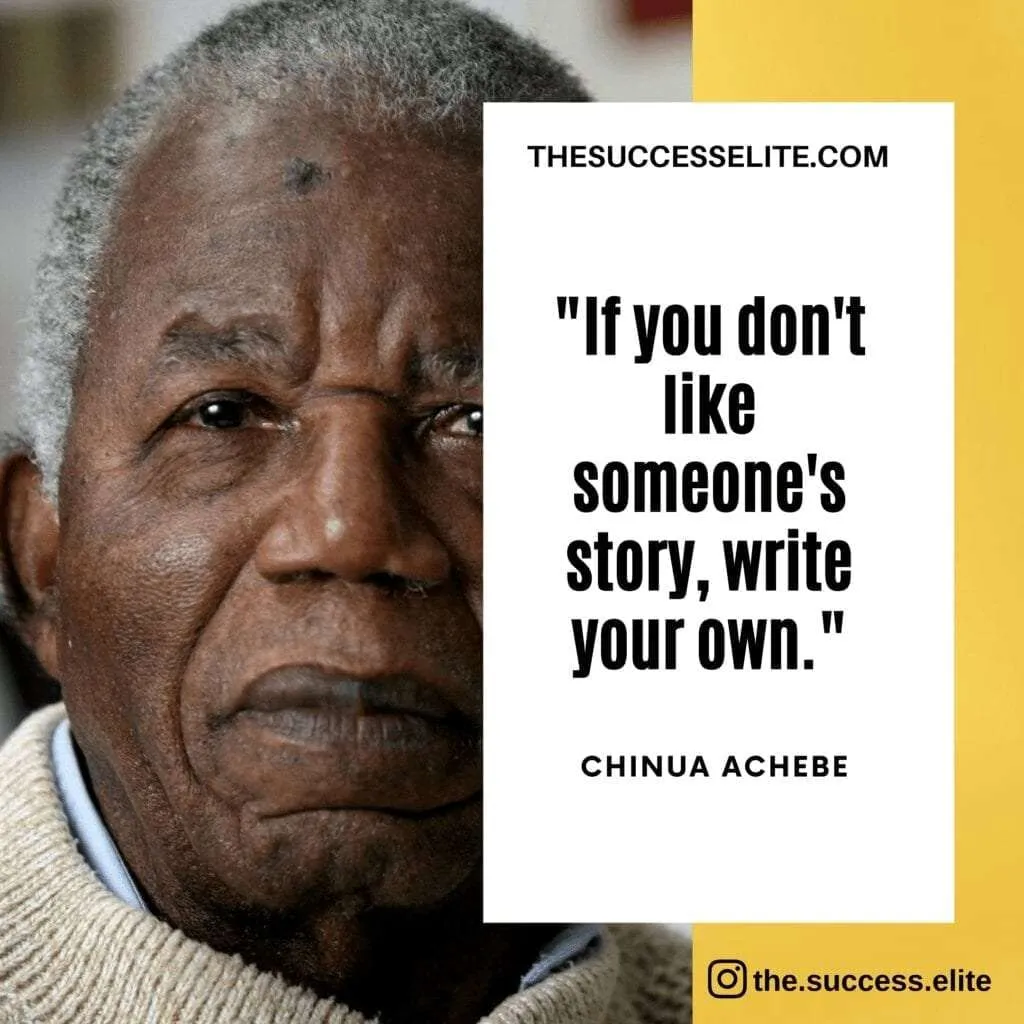 THESUCCESSELITE.COM
"If you don't
like
someone's
story, write
your own."
CHINUA ACHEBE
the.success.elite